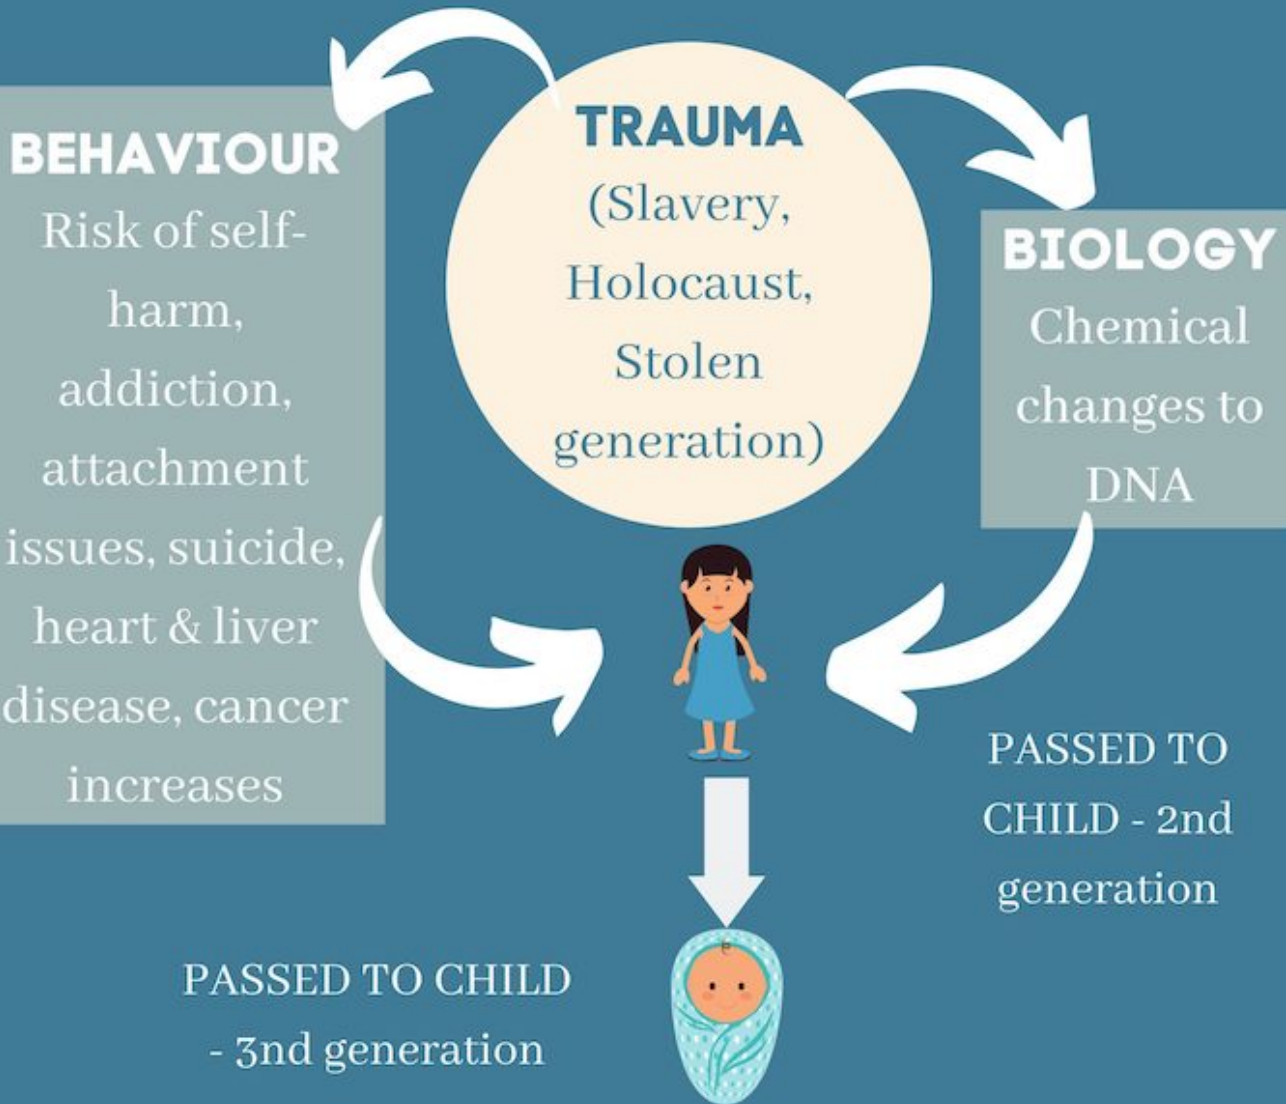 TRAUMA
(Slavery,
Holocaust,
Stolen
generation)
BEHAVIOUR
Risk of self-
harm,
addiction,
attachment
issues, suicide,
heart & liver
disease, cancer
increases
BIOLOGY
Chemical
changes to
DNA
PASSED TO
CHILD - 2nd
generation
PASSED TO CHILD
- 3nd generation